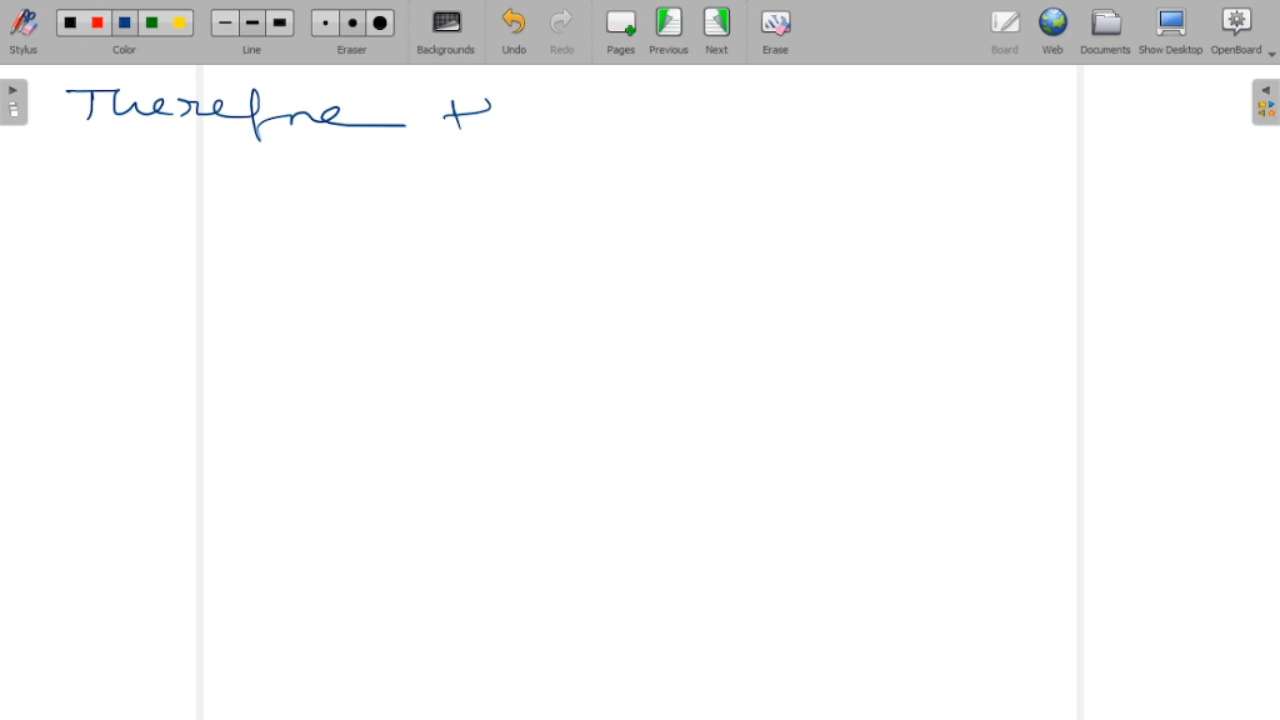 Stylus
Color
Line
Eraser
Backgrounds
Undo
Redo
Pages
Previous
Next
Erase
Board
Web
Documents
Show Desktop
OpenBoard
Therefore